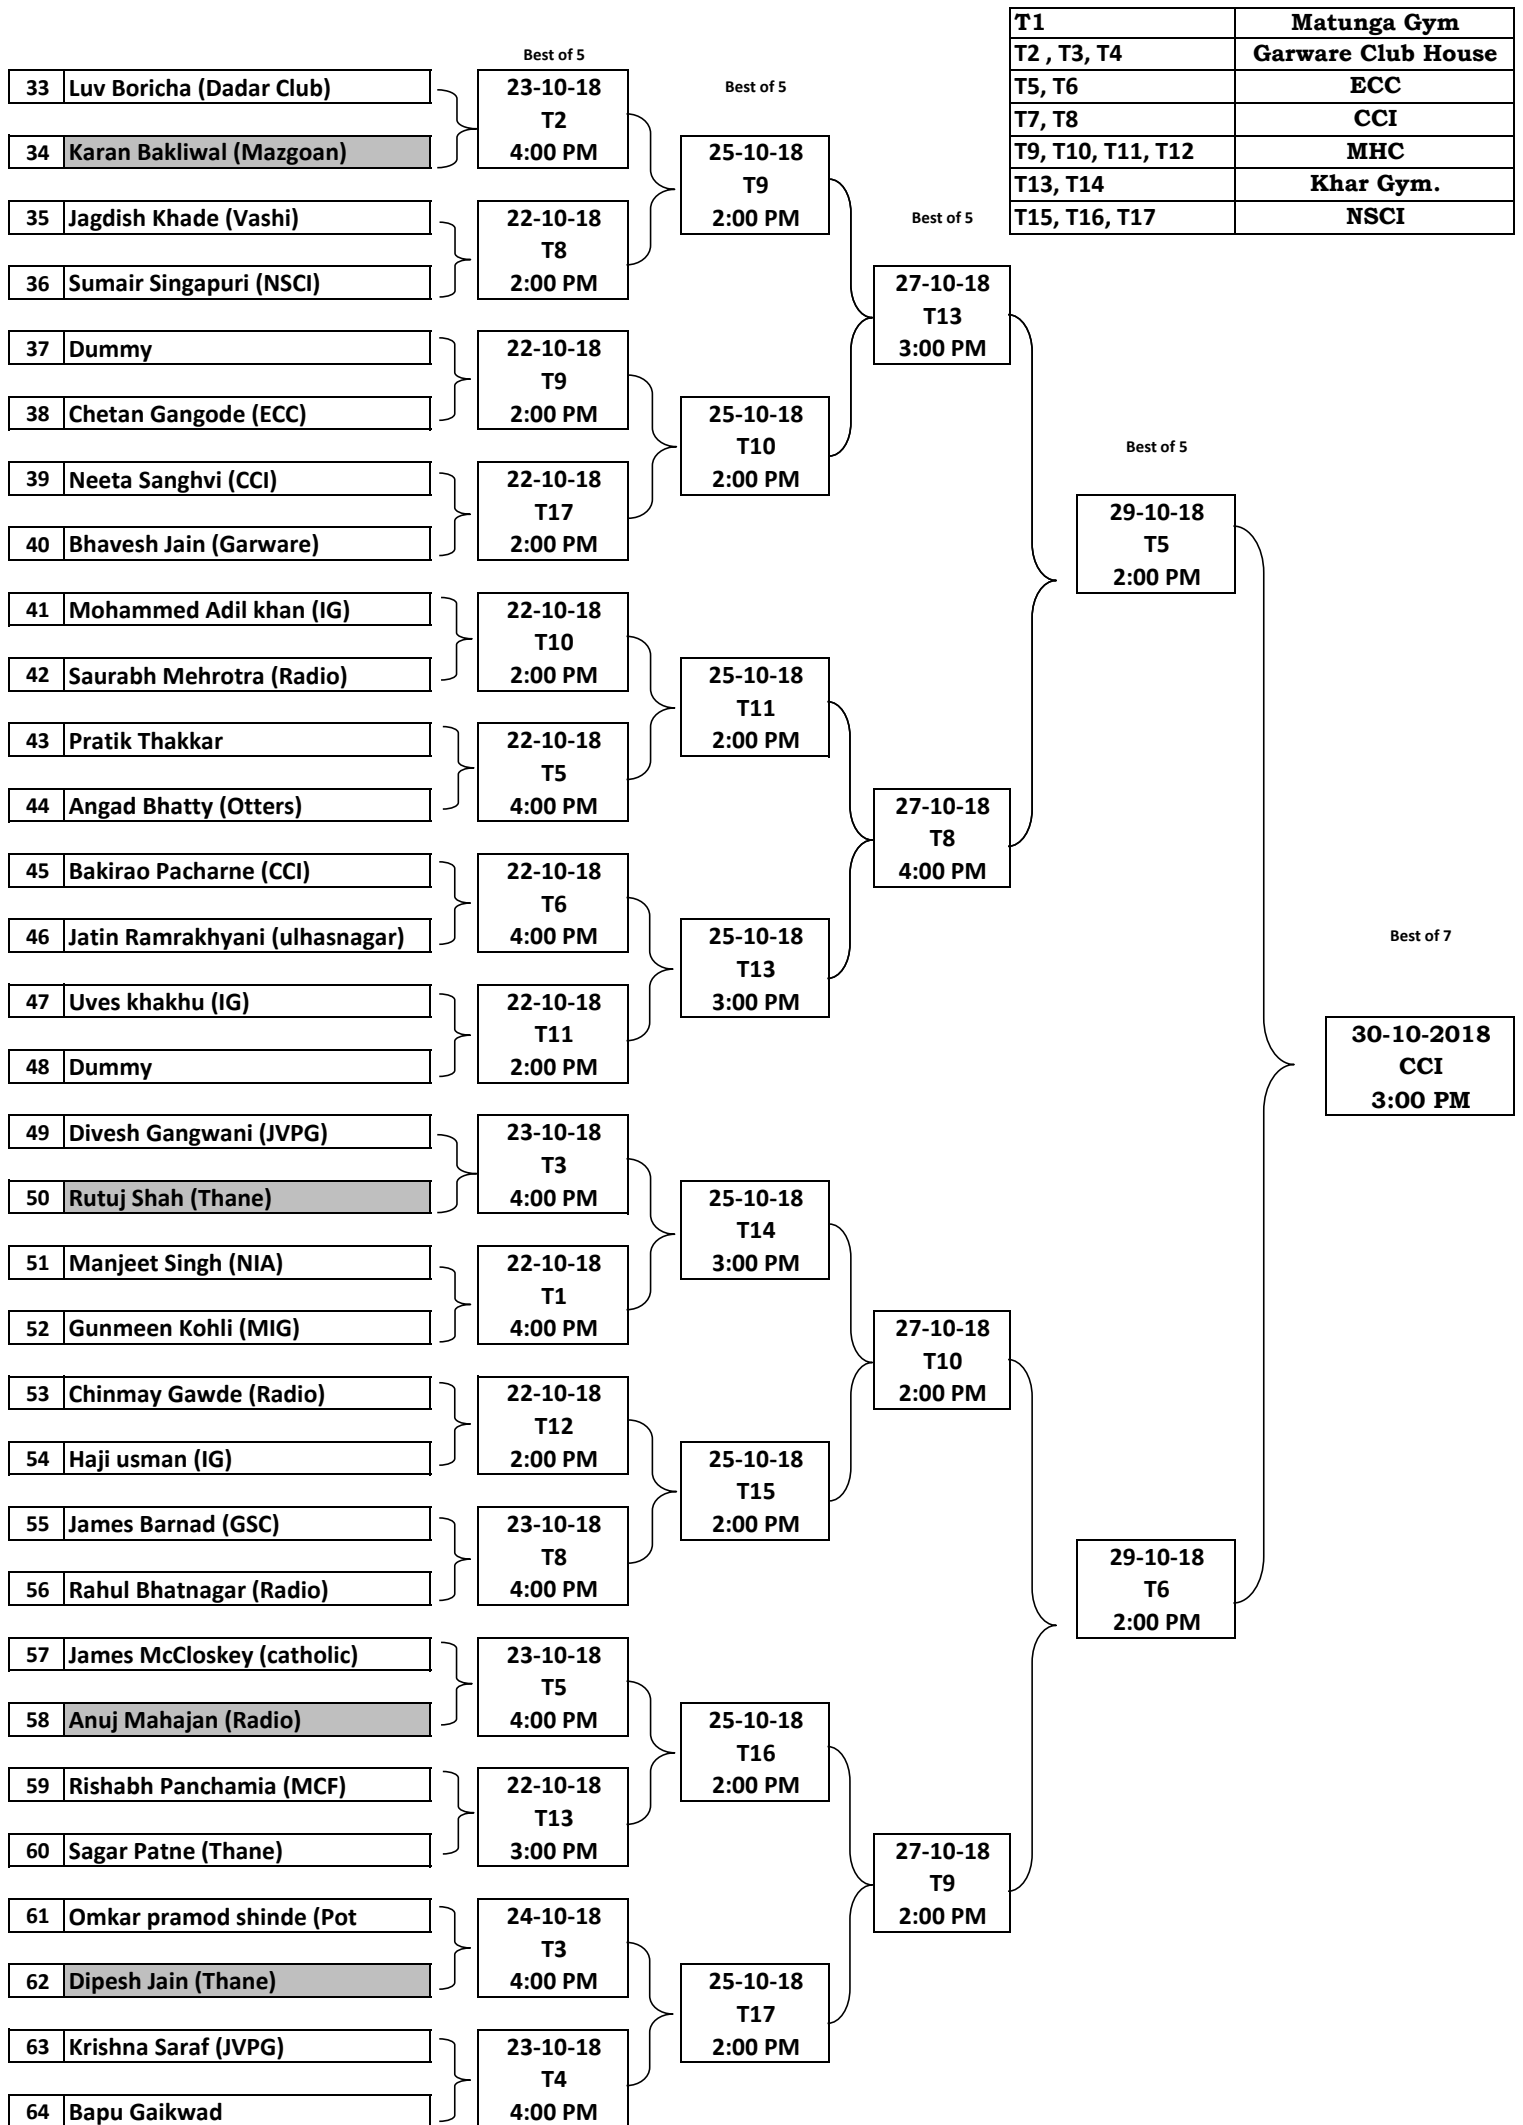 T1 Matunga Gym
T2 , T3, T4 Garware Club House
T5, T6 ECC
T7, T8 CCI
T9, T10, T11, T12 MHC
T13, T14 Khar Gym.
T15, T16, T17 NSCI
Best of 5
Best of 5
Best of 5
Best of 5
Best of 7
33 Luv Boricha (Dadar Club)
34 Karan Bakliwal (Mazgoan)
35 Jagdish Khade (Vashi)
36 Sumair Singapuri (NSCI)
37 Dummy
38 Chetan Gangode (ECC)
39 Neeta Sanghvi (CCI)
40 Bhavesh Jain (Garware)
41 Mohammed Adil khan (IG)
42 Saurabh Mehrotra (Radio)
43 Pratik Thakkar
44 Angad Bhatty (Otters)
45 Bakirao Pacharne (CCI)
46 Jatin Ramrakhyani (ulhasnagar)
47 Uves khakhu (IG)
48 Dummy
49 Divesh Gangwani (JVPG)
50 Rutuj Shah (Thane)
51 Manjeet Singh (NIA)
52 Gunmeen Kohli (MIG)
53 Chinmay Gawde (Radio)
54 Haji usman (IG)
55 James Barnad (GSC)
56 Rahul Bhatnagar (Radio)
57 James McCloskey (catholic)
58 Anuj Mahajan (Radio)
59 Rishabh Panchamia (MCF)
60 Sagar Patne (Thane)
61 Omkar pramod shinde (Pot
62 Dipesh Jain (Thane)
63 Krishna Saraf (JVPG)
64 Bapu Gaikwad
23-10-18
T2
4:00 PM
22-10-18
T8
2:00 PM
22-10-18
T9
2:00 PM
22-10-18
T17
2:00 PM
22-10-18
T10
2:00 PM
22-10-18
T5
4:00 PM
22-10-18
T6
4:00 PM
22-10-18
T11
2:00 PM
23-10-18
T3
4:00 PM
22-10-18
T1
4:00 PM
22-10-18
T12
2:00 PM
23-10-18
T8
4:00 PM
23-10-18
T5
4:00 PM
22-10-18
T13
3:00 PM
24-10-18
T3
4:00 PM
23-10-18
T4
4:00 PM
25-10-18
T9
2:00 PM
25-10-18
T10
2:00 PM
25-10-18
T11
2:00 PM
25-10-18
T13
3:00 PM
25-10-18
T14
3:00 PM
25-10-18
T15
2:00 PM
25-10-18
T16
2:00 PM
25-10-18
T17
2:00 PM
27-10-18
T13
3:00 PM
27-10-18
T8
4:00 PM
27-10-18
T10
2:00 PM
27-10-18
T9
2:00 PM
29-10-18
T5
2:00 PM
29-10-18
T6
2:00 PM
30-10-2018
CCI
3:00 PM